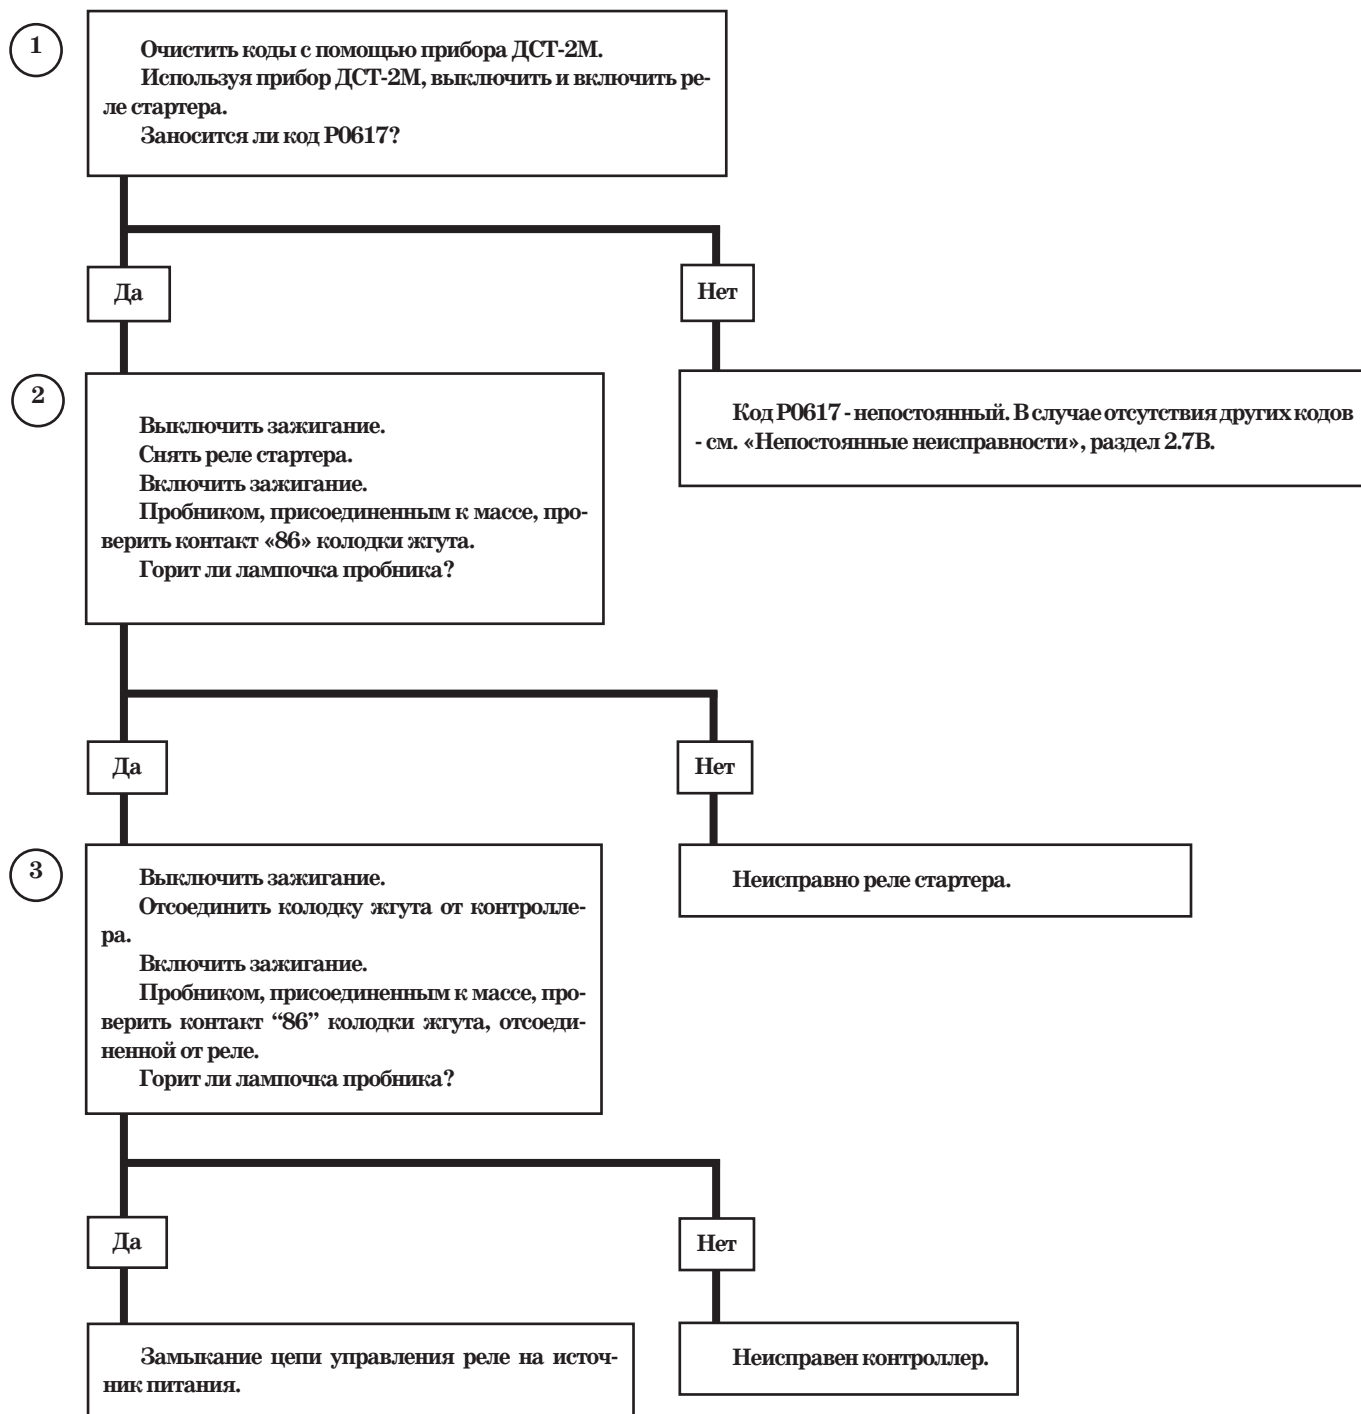 1
Очистить коды с помощью прибора ДСТ-2М.
Используя прибор ДСТ-2М, выключить и включить ре-
ле стартера.
Заносится ли код Р0617?
Да
Нет
2
Выключить зажигание.
Снять реле стартера.
Включить зажигание.
Пробником, присоединенным к массе, про-
верить контакт «86» колодки жгута.
Горит ли лампочка пробника?
Код Р0617 - непостоянный. В случае отсутствия других кодов
- см. «Непостоянные неисправности», раздел 2.7В.
Да
Нет
3
Выключить зажигание.
Отсоединить колодку жгута от контролле-
ра.
Включить зажигание.
Пробником, присоединенным к массе, про-
верить контакт “86” колодки жгута, отсоеди-
ненной от реле.
Горит ли лампочка пробника?
Неисправно реле стартера.
Да
Нет
Замыкание цепи управления реле на источ-
ник питания.
Неисправен контроллер.